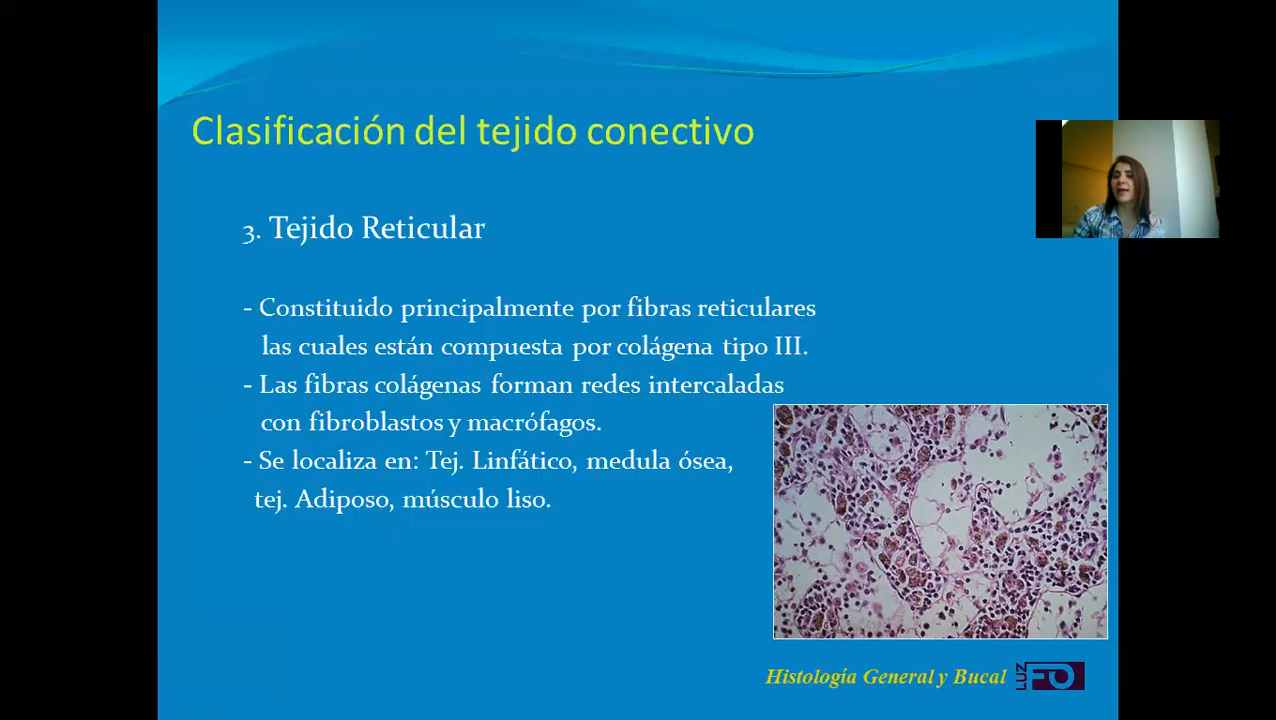 Clasificación del tejido conectivo
3. Tejido Reticular
- Constituido principalmente por fibras reticulares
las cuales están compuesta por colágena tipo III.
- Las fibras colágenas forman redes intercaladas
con fibroblastos y macrófagos.
- Se localiza en: Tej. Linfático, medula ósea,
tej. Adiposo, músculo liso.
Histología General y Bucal
LUZ FO